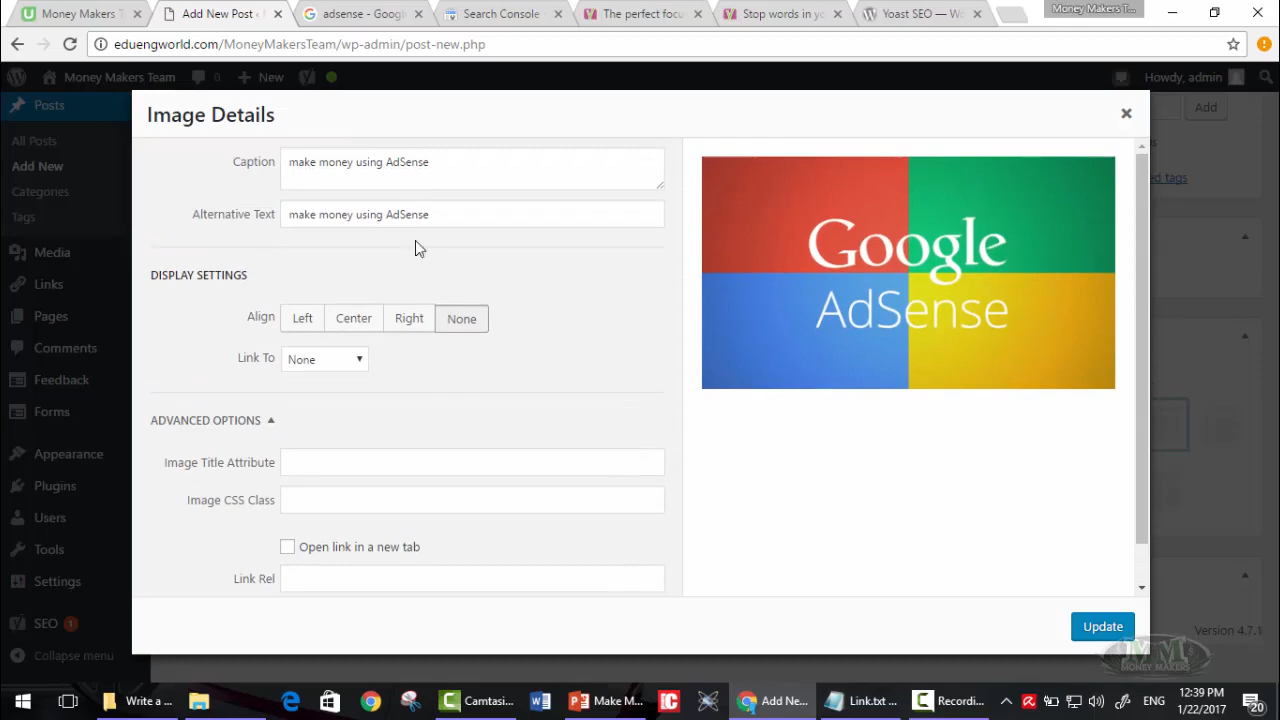 Money Makers T...
Money Makers T
Add New Post ‹
adsense - Google
Search Console
The perfect focus
Stop words in yo
Yoast SEO — Wo
eduengworld.com/MoneyMakersTeam/wp-admin/post-new.php
Money Makers Team
0
New
Howdy, admin
Posts
All Posts
Add New
Categories
Tags
Media
Links
Pages
Comments
Feedback
Forms
Appearance
Plugins
Users
Tools
Settings
SEO 1
Collapse menu
Image Details
Caption
make money using AdSense
Alternative Text
make money using AdSense
DISPLAY SETTINGS
Align
Left
Center
Right
None
Link To
None
ADVANCED OPTIONS
Image Title Attribute
Image CSS Class
Open link in a new tab
Link Rel
Google
AdSense
Add
ed tags
Update
Version 4.7.1
MM
MONEY MAKERS
Write a ...
Camtasi...
Make M...
Add Ne...
Link.txt ...
Recordi...
ENG
12:39 PM
1/22/2017
20